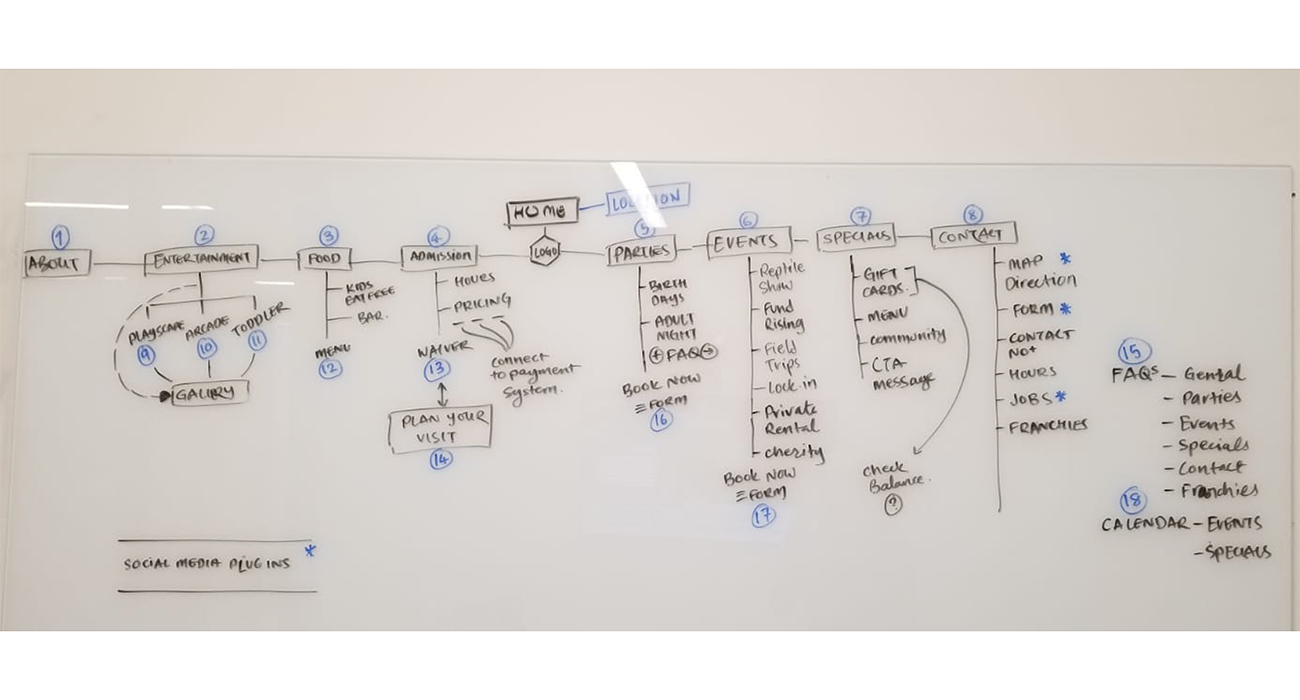 HOME
LOCATION
LOGO
1
ABOUT
2
ENTERTAINMENT
PLAYSCAPE
9
ARCADE
10
TODDLER
11
GALLERY
3
FOOD
KIDS
EAT FREE
BAR.
MENU
12
4
ADMISSION
HOURS
PRICING
connect
to payment
system.
WAIVER
13
PLAN YOUR
VISIT
14
5
PARTIES
BIRTH
DAYS
ADULT
NIGHT
+ FAQ →
BOOK NOW
≡ FORM
16
6
EVENTS
Reptile
Show
Fund
Rising
Field
Trips
Lock.in
Private
Rental
cherity
BOOK NOW
≡ FORM
17
7
SPECIALS
GIFT
CARDS.
MENU
community
CTA
message
check
Balance.
?
8
CONTACT
MAP *
Direction
FORM *
CONTACT
NO#
HOURS
JOBS *
FRANCHIES
15
FAQs - Genral
- Parties
- Events
- Specials
- Contact
- Franchies
18
CALENDAR - EVENTS
- SPECIALS
SOCIAL MEDIA PLUGINS *